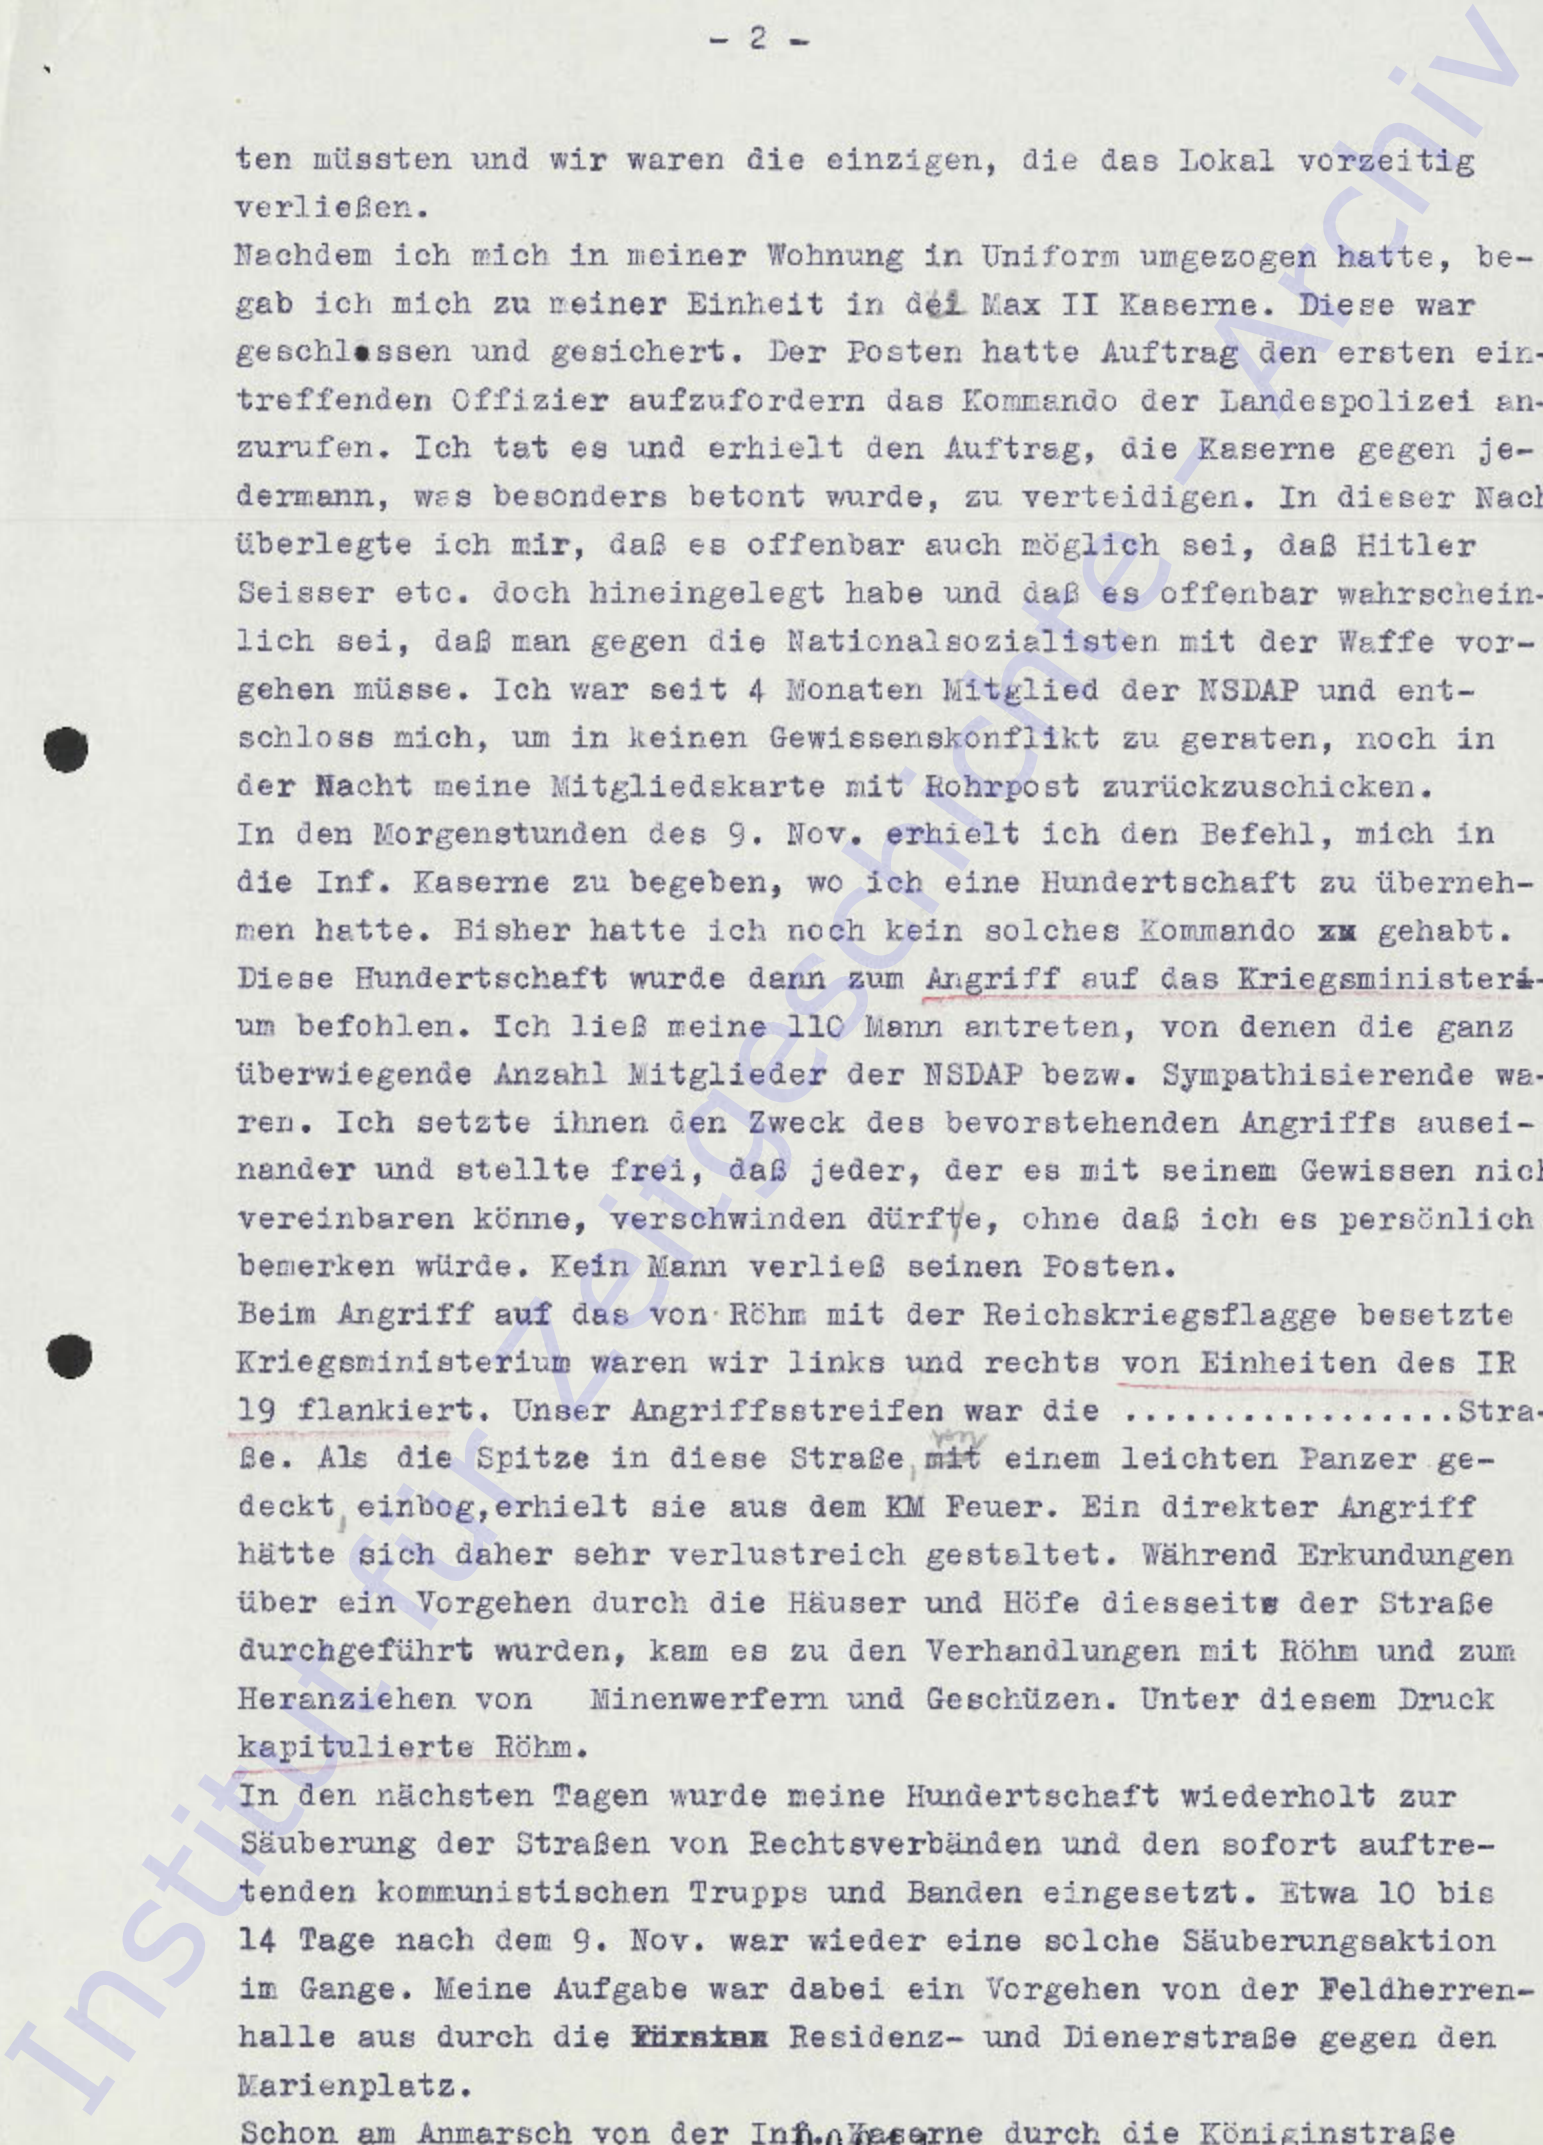 - 2 -
ten müssten und wir waren die einzigen, die das Lokal vorzeitig
verließen.
Nachdem ich mich in meiner Wohnung in Uniform umgezogen hatte, be-
gab ich mich zu meiner Einheit in der Max II Kaserne. Diese war
geschlossen und gesichert. Der Posten hatte Auftrag den ersten ein-
treffenden Offizier aufzufordern das Kommando der Landespolizei an-
zurufen. Ich tat es und erhielt den Auftrag, die Kaserne gegen je-
dermann, was besonders betont wurde, zu verteidigen. In dieser Nach
überlegte ich mir, daß es offenbar auch möglich sei, daß Hitler
Seisser etc. doch hineingelegt habe und daß es offenbar wahrschein-
lich sei, daß man gegen die Nationalsozialisten mit der Waffe vor-
gehen müsse. Ich war seit 4 Monaten Mitglied der NSDAP und ent-
schloss mich, um in keinen Gewissenskonflikt zu geraten, noch in
der Nacht meine Mitgliedskarte mit Rohrpost zurückzuschicken.
In den Morgenstunden des 9. Nov. erhielt ich den Befehl, mich in
die Inf. Kaserne zu begeben, wo ich eine Hundertschaft zu überneh-
men hatte. Bisher hatte ich noch kein solches Kommando xx gehabt.
Diese Hundertschaft wurde dann zum Angriff auf das Kriegsministeri-
um befohlen. Ich ließ meine 110 Mann antreten, von denen die ganz
überwiegende Anzahl Mitglieder der NSDAP bezw. Sympathisierende wa-
ren. Ich setzte ihnen den Zweck des bevorstehenden Angriffs ausei-
nander und stellte frei, daß jeder, der es mit seinem Gewissen nich
vereinbaren könne, verschwinden dürfte, ohne daß ich es persönlich
bemerken würde. Kein Mann verließ seinen Posten.
Beim Angriff auf das von Röhm mit der Reichskriegsflagge besetzte
Kriegsministerium waren wir links und rechts von Einheiten des IR
19 flankiert. Unser Angriffsstreifen war die .................Stra-
von
ße. Als die Spitze in diese Straße, mit einem leichten Panzer ge-
deckt, einbog, erhielt sie aus dem KM Feuer. Ein direkter Angriff
hätte sich daher sehr verlustreich gestaltet. Während Erkundungen
über ein Vorgehen durch die Häuser und Höfe diesseits der Straße
durchgeführt wurden, kam es zu den Verhandlungen mit Röhm und zum
Heranziehen von Minenwerfern und Geschüzen. Unter diesem Druck
kapitulierte Röhm.
In den nächsten Tagen wurde meine Hundertschaft wiederholt zur
Säuberung der Straßen von Rechtsverbänden und den sofort auftre-
tenden kommunistischen Trupps und Banden eingesetzt. Etwa 10 bis
14 Tage nach dem 9. Nov. war wieder eine solche Säuberungsaktion
im Gange. Meine Aufgabe war dabei ein Vorgehen von der Feldherren-
halle aus durch die Residenz- und Dienerstraße gegen den
Marienplatz.
Schon am Anmarsch von der Inf. Kaserne durch die Königinstraße
Institut für Zeitgeschichte - Archiv